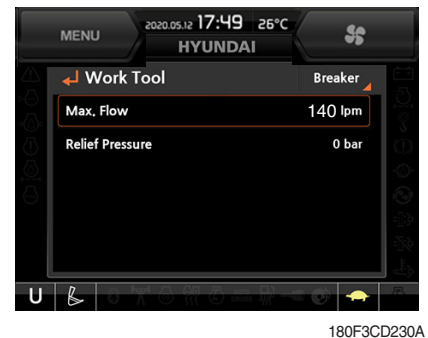 MENU
2020.05.12 17:49 26°C
HYUNDAI
Work Tool
Breaker
Max. Flow 140 lpm
Relief Pressure 0 bar
U
180F3CD230A